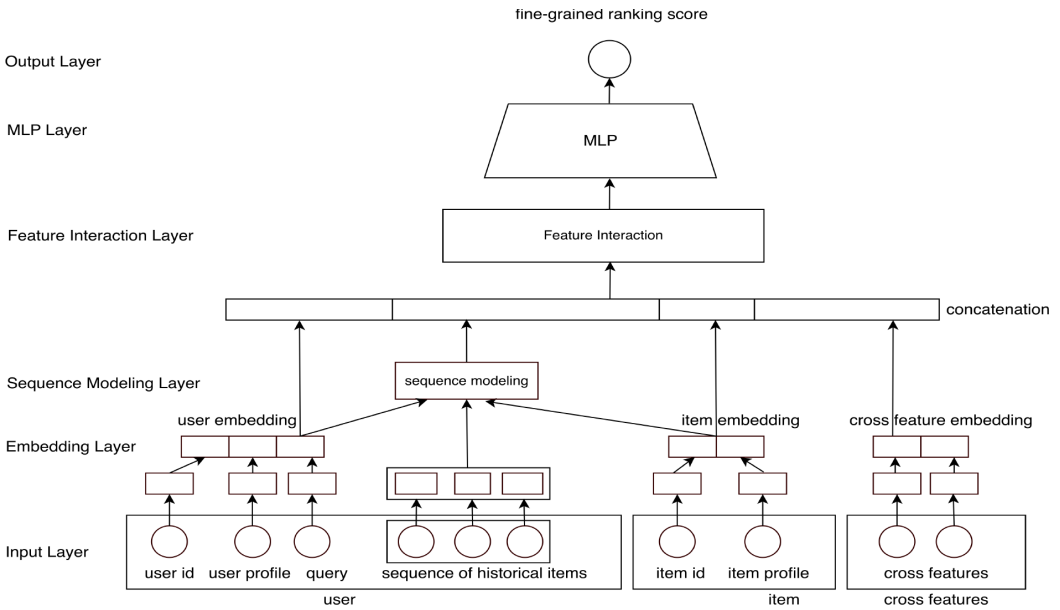 fine-grained ranking score
Output Layer
MLP Layer
MLP
Feature Interaction Layer
Feature Interaction
concatenation
Sequence Modeling Layer
sequence modeling
user embedding
item embedding
cross feature embedding
Embedding Layer
Input Layer
user id
user profile
query
sequence of historical items
item id
item profile
cross features
user
item
cross features